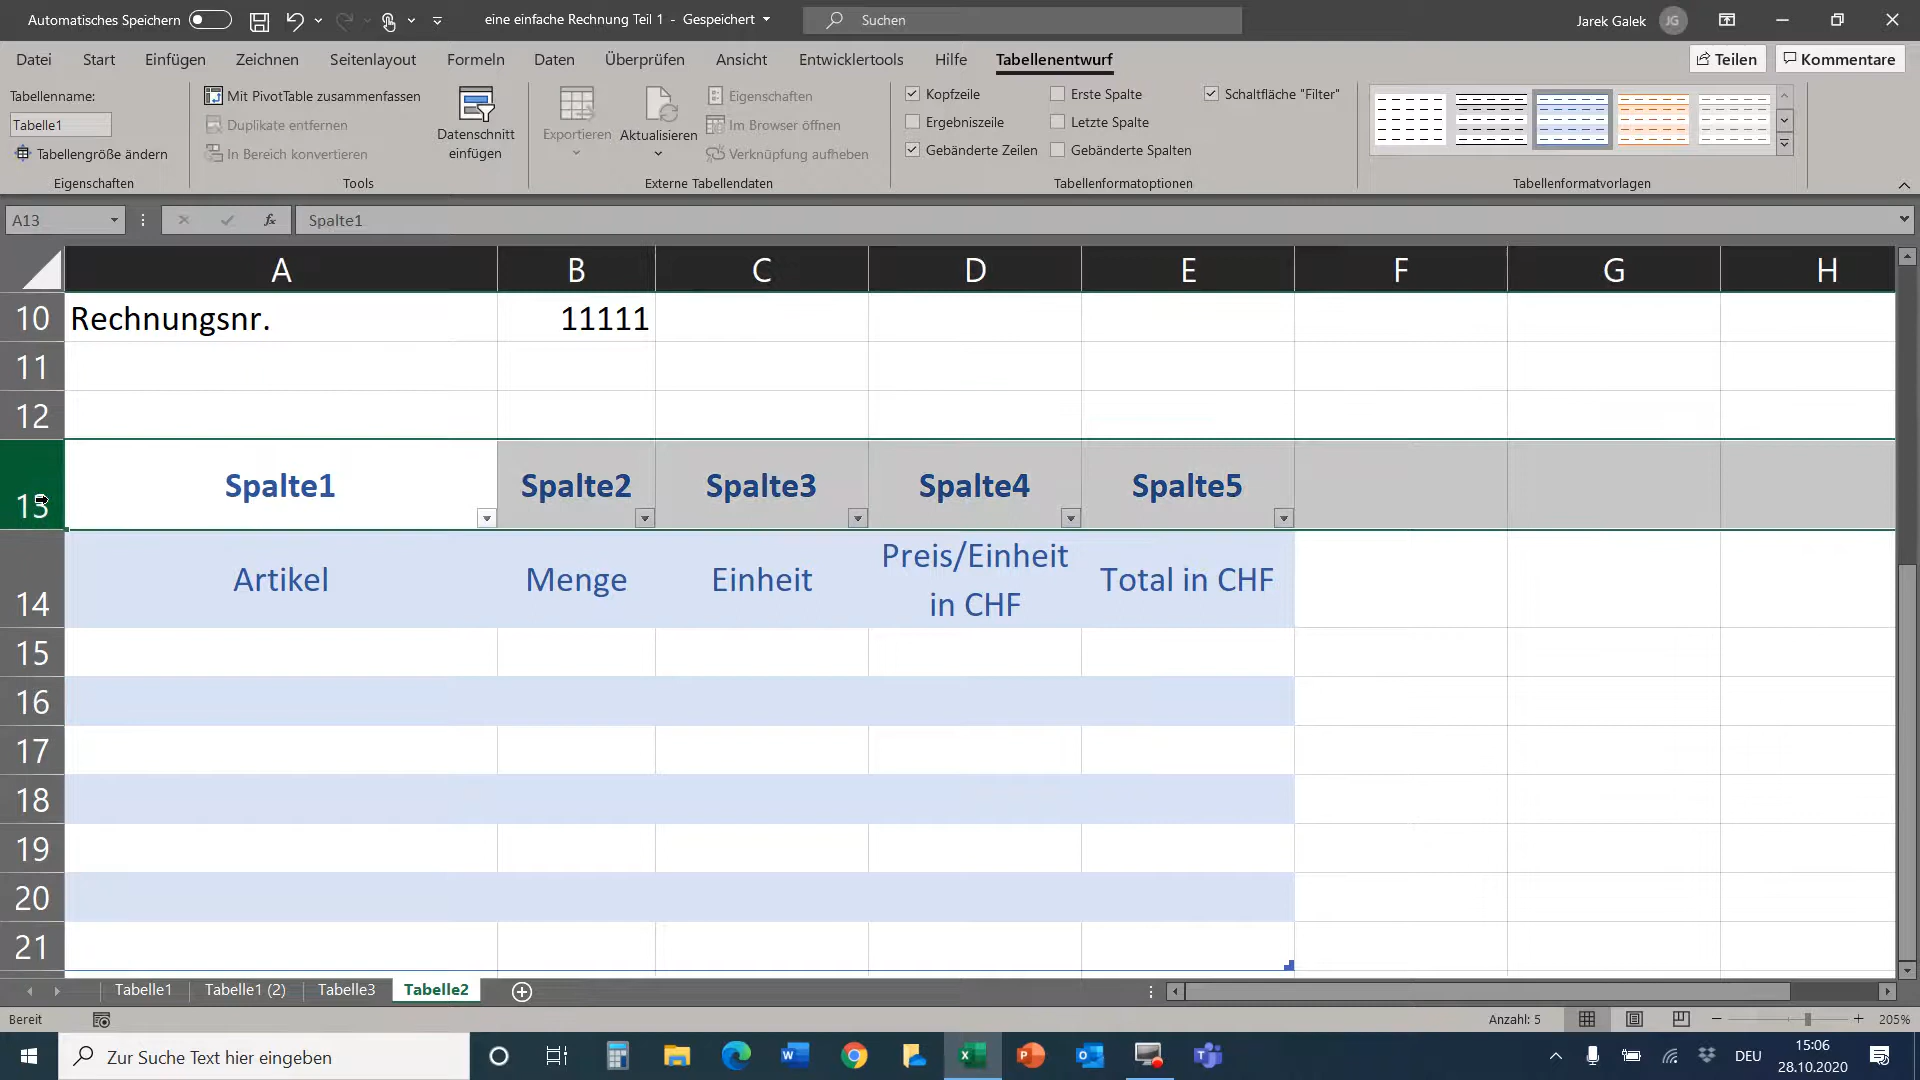 Automatisches Speichern
eine einfache Rechnung Teil 1 - Gespeichert
Suchen
Jarek Galek JG
Datei Start Einfügen Zeichnen Seitenlayout Formeln Daten Überprüfen Ansicht Entwicklertools Hilfe Tabellenentwurf Teilen Kommentare
Tabellenname:
Tabelle1
Tabellengröße ändern
Eigenschaften
Mit PivotTable zusammenfassen
Duplikate entfernen
In Bereich konvertieren
Tools
Datenschnitt
einfügen
Exportieren
Aktualisieren
Eigenschaften
Im Browser öffnen
Verknüpfung aufheben
Externe Tabellendaten
Kopfzeile
Ergebniszeile
Gebänderte Zeilen
Erste Spalte
Letzte Spalte
Gebänderte Spalten
Schaltfläche "Filter"
Tabellenformatoptionen
Tabellenformatvorlagen
A13 fx Spalte1
A B C D E F G H
10 Rechnungsnr. 11111
11
12
13 Spalte1 Spalte2 Spalte3 Spalte4 Spalte5
14 Artikel Menge Einheit Preis/Einheit in CHF Total in CHF
15
16
17
18
19
20
21
Tabelle1 Tabelle1 (2) Tabelle3 Tabelle2
Bereit Anzahl: 5 205%
Zur Suche Text hier eingeben
DEU
15:06
28.10.2020